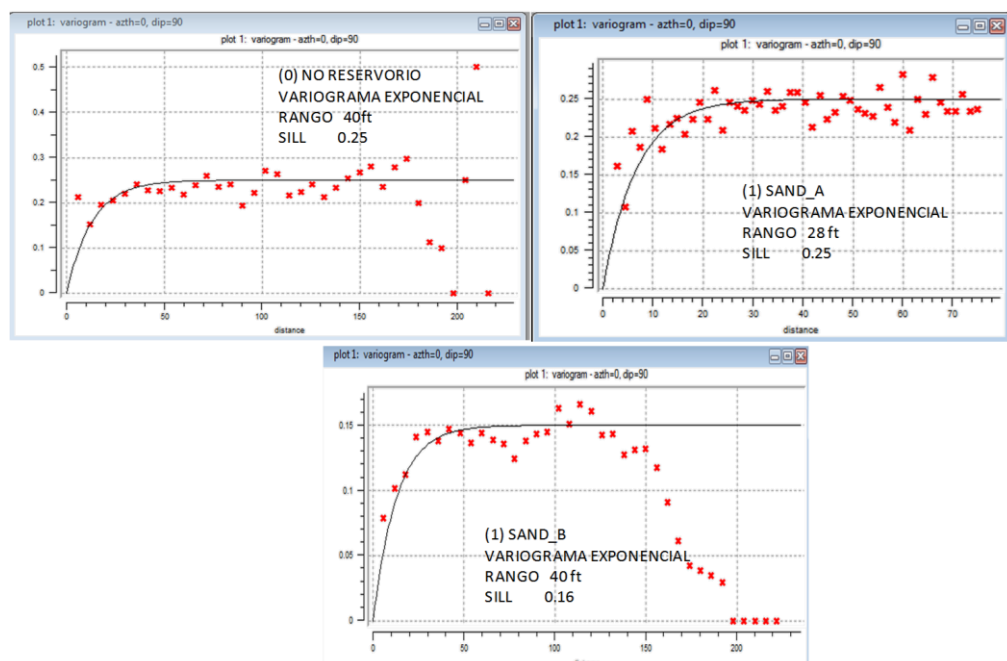 plot 1: variogram - azth=0, dip=90
plot 1: variogram - azth=0, dip=90
0.5
0.4
0.3
0.2
0.1
0
(0) NO RESERVORIO
VARIOGRAMA EXPONENCIAL
RANGO 40ft
SILL 0.25
0 100 200
distance
plot 1: variogram - azth=0, dip=90
plot 1: variogram - azth=0, dip=90
0.25
0.2
0.15
0.1
0.05
0
(1) SAND_A
VARIOGRAMA EXPONENCIAL
RANGO 28 ft
SILL 0.25
0 10 20 30 40 50 60 70
distance
plot 1: variogram - azth=0, dip=90
plot 1: variogram - azth=0, dip=90
0.15
0.1
0.05
0
(1) SAND_B
VARIOGRAMA EXPONENCIAL
RANGO 40 ft
SILL 0.16
0 50 100 150 200